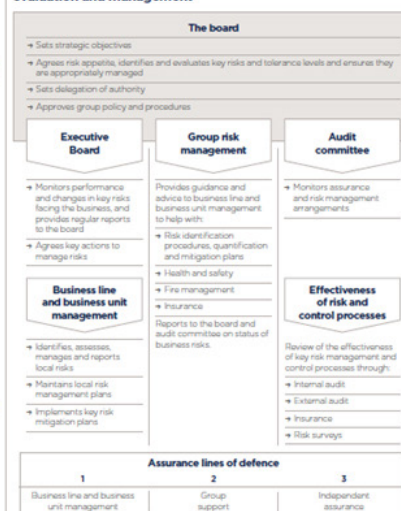 evaluation and management
The board
→ Sets strategic objectives
→ Agrees risk appetite, identifies and evaluates key risks and tolerance levels and ensures they
are appropriately managed
→ Sets delegation of authority
→ Approves group policy and procedures
Executive
Board
→ Monitors performance
and changes in key risks
facing the business, and
provides regular reports
to the board
→ Agrees key actions to
manage risks
Business line
and business unit
management
→ Identifies, assesses,
manages and reports
local risks
→ Maintains local risk
management plans
→ Implements key risk
mitigation plans
Group risk
management
Provides guidance and
advice to business line and
business unit management
to help with:
→ Risk identification
procedures, quantification
and mitigation plans
→ Health and safety
→ Fire management
→ Insurance
Reports to the board and
audit committee on status of
business risks.
Audit
committee
→ Monitors assurance
and risk management
arrangements
Effectiveness
of risk and
control processes
Review of the effectiveness
of key risk management and
control processes through:
→ Internal audit
→ External audit
→ Insurance
→ Risk surveys
Assurance lines of defence
1 2 3
Business line and business Group Independent
unit management support assurance